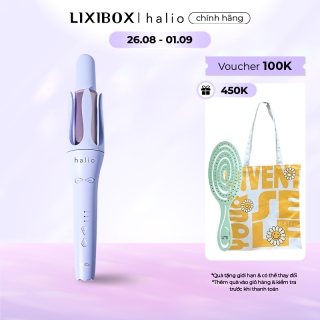 LIXIBOX halio chính hãng
26.08 - 01.09
Voucher 100K
450K
halio
*Quà tặng giới hạn & có thể thay đổi
*Thêm quà vào giỏ hàng & kiểm tra
trước khi thanh toán